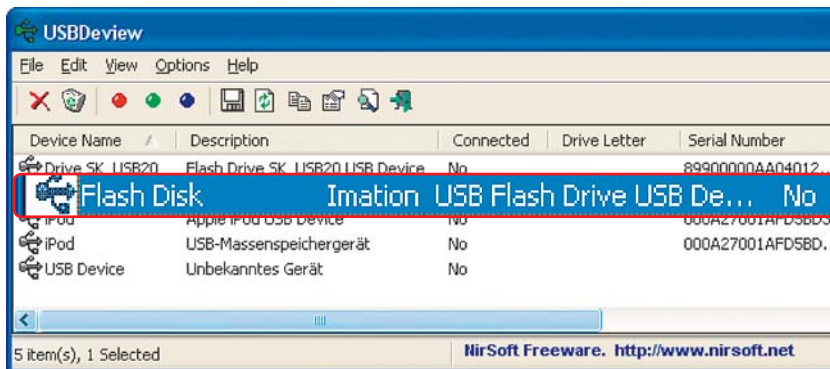 USBDeview
File Edit View Options Help
Device Name / Description Connected Drive Letter Serial Number
Drive SK_USB20 Flash Drive SK_USB20 USB Device No 89900000AA04012...
Flash Disk Imation USB Flash Drive USB De... No
iPod Apple iPod USB Device No 000A27001AFD5BD5
iPod USB-Massenspeichergerät No 000A27001AFD5BD.
USB Device Unbekanntes Gerät No
5 item(s), 1 Selected NirSoft Freeware. http://www.nirsoft.net